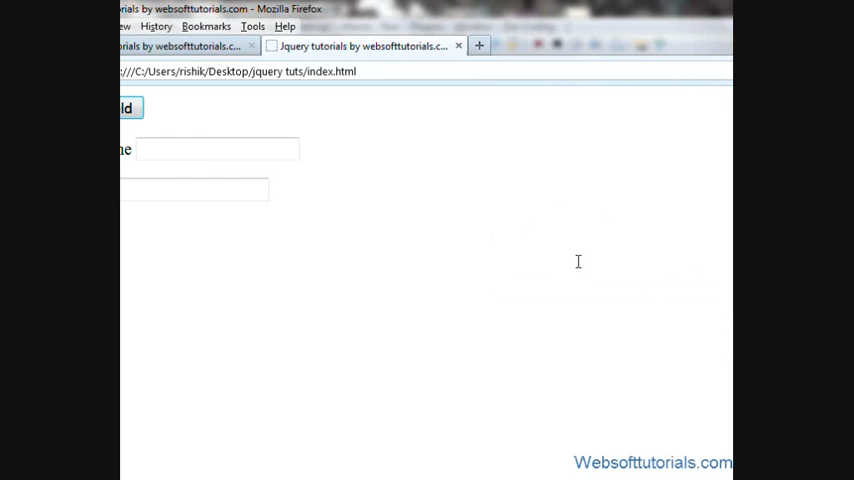 rials by websofttutorials.com - Mozilla Firefox
ew History Bookmarks Tools Help
orials by websofttutorials.c... × Jquery tutorials by websofttutorials.c... × +
:///C:/Users/rishik/Desktop/jquery tuts/index.html
ld
ne
Websofttutorials.com